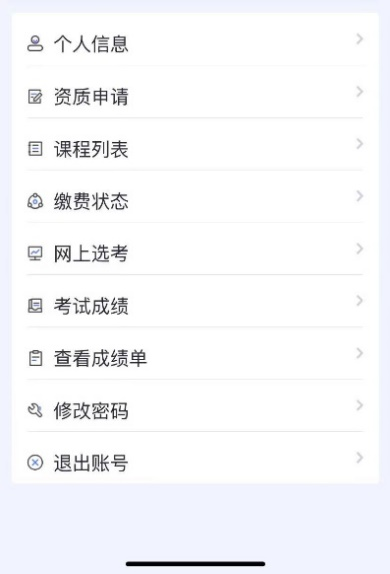 个人信息
资质申请
课程列表
缴费状态
网上选考
考试成绩
查看成绩单
修改密码
退出账号